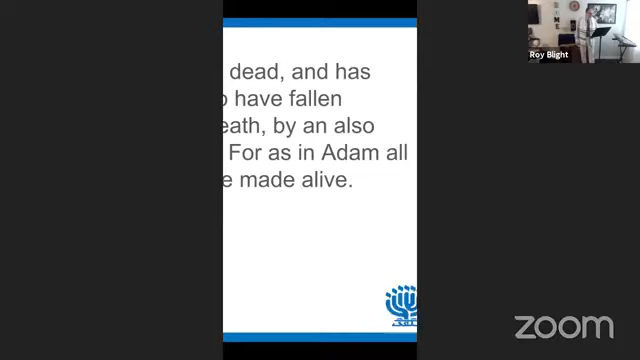 dead, and has
have fallen
eath, by an also
For as in Adam all
e made alive.
Roy Blight
zoom